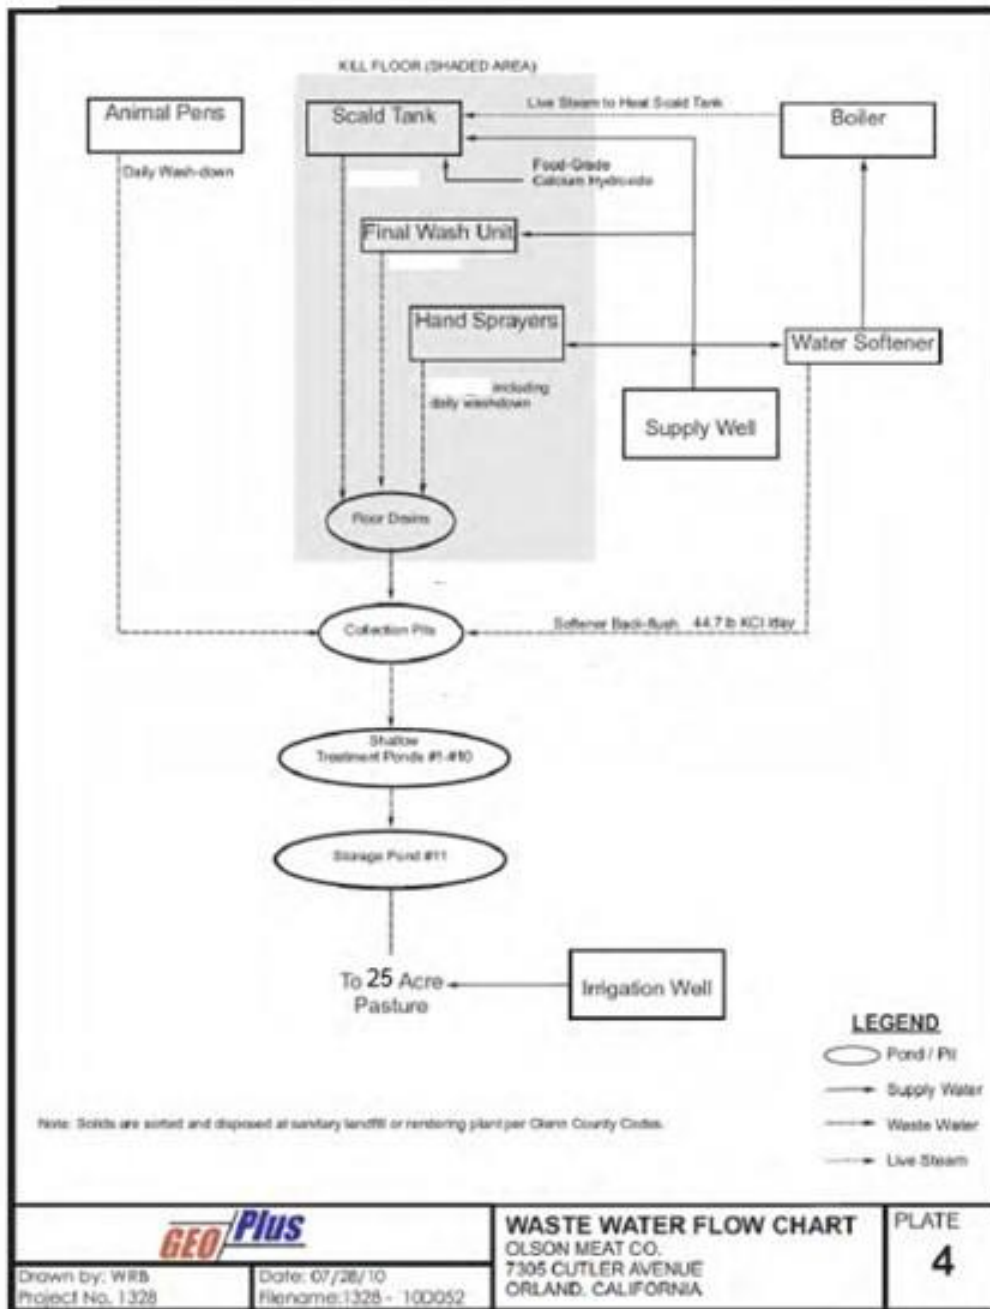 KILL FLOOR (SHADED AREA)
Animal Pens
Scald Tank
Live Steam to Heat Scald Tank
Boiler
Daily Wash-down
Food-Grade
Calcium Hydroxide
Final Wash Unit
Hand Sprayers
Water Softener
including
daily washdown
Supply Well
Floor Drains
Collection Pits
Softener Back-flush 44.7 lb KCl /day
Shallow
Treatment Ponds #1-#10
Storage Pond #11
To 25 Acre
Pasture
Irrigation Well
LEGEND
Pond / Pit
Supply Water
Waste Water
Live Steam
Note: Solids are sorted and disposed at sanitary landfill or rendering plant per Glenn County Codes.
GEO/Plus
WASTE WATER FLOW CHART
OLSON MEAT CO.
7305 CUTLER AVENUE
ORLAND, CALIFORNIA
PLATE
4
Drawn by: WRB
Project No. 1328
Date: 07/28/10
Filename:1328 - 100052